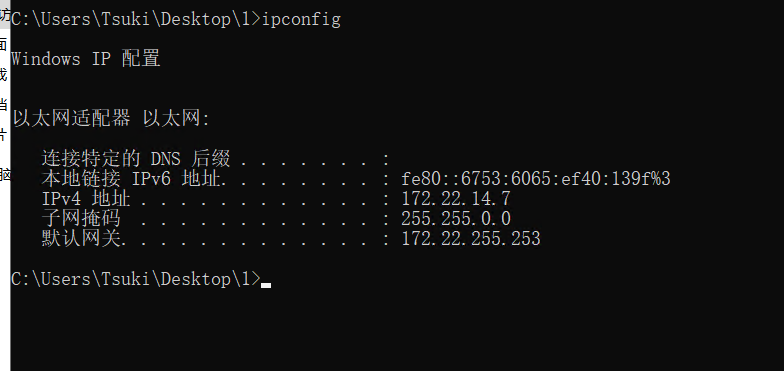 C:\Users\Tsuki\Desktop\1>ipconfig
Windows IP 配置
以太网适配器 以太网:
连接特定的 DNS 后缀 . . . . . . . :
本地链接 IPv6 地址. . . . . . . . : fe80::6753:6065:ef40:139f%3
IPv4 地址 . . . . . . . . . . . . : 172.22.14.7
子网掩码 . . . . . . . . . . . . : 255.255.0.0
默认网关. . . . . . . . . . . . . : 172.22.255.253
C:\Users\Tsuki\Desktop\1>